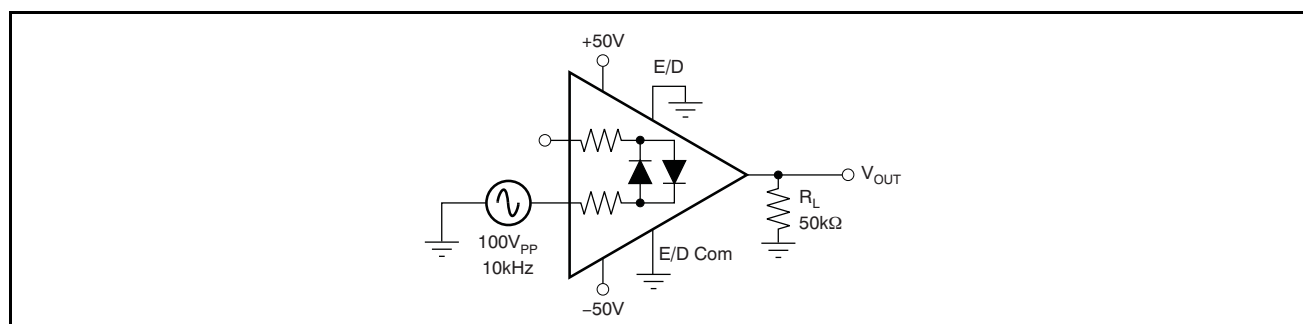 +50V
E/D
V_OUT
R_L
50kΩ
100V_PP
10kHz
E/D Com
−50V